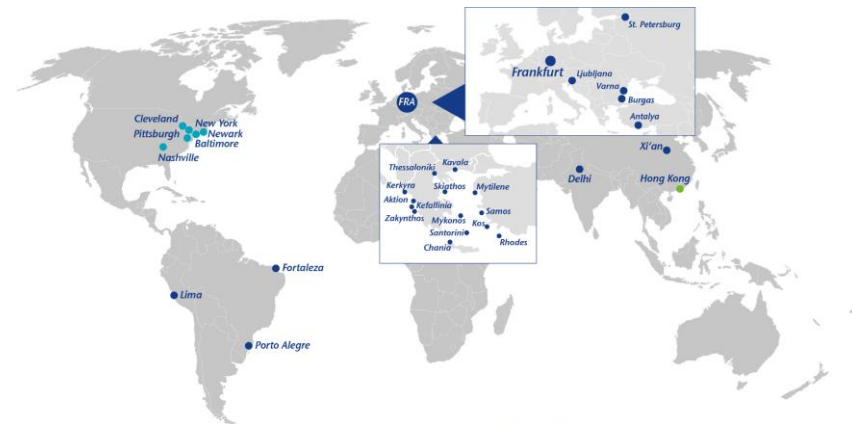 St. Petersburg
Frankfurt
Ljubljana
Varna
Burgas
Antalya
FRA
Cleveland
New York
Pittsburgh
Newark
Baltimore
Nashville
Xi'an
Delhi
Hong Kong
Thessaloniki
Kavala
Kerkyra
Skiathos
Mytilene
Aktion
Kefallinia
Zakynthos
Mykonos
Samos
Santorini
Kos
Chania
Rhodes
Fortaleza
Lima
Porto Alegre